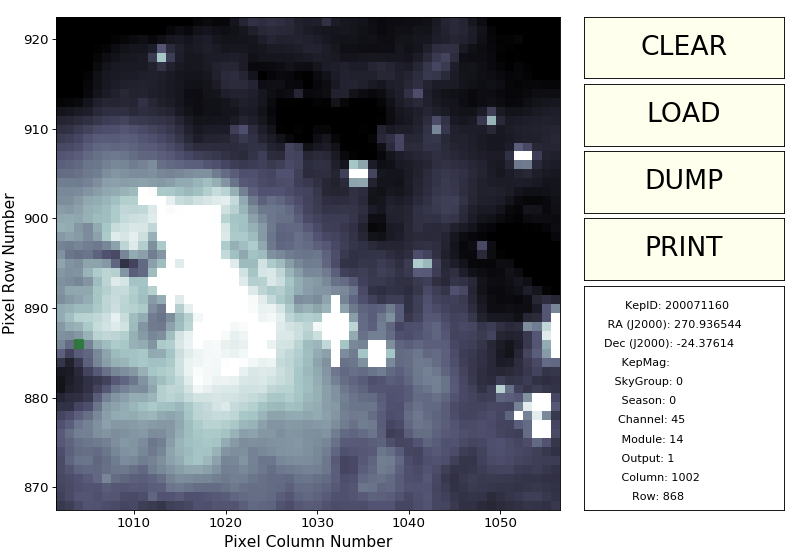 920
910
900
890
880
870
1010
1020
1030
1040
1050
Pixel Row Number
Pixel Column Number
CLEAR
LOAD
DUMP
PRINT
KepID: 200071160
RA (J2000): 270.936544
Dec (J2000): -24.37614
KepMag:
SkyGroup: 0
Season: 0
Channel: 45
Module: 14
Output: 1
Column: 1002
Row: 868